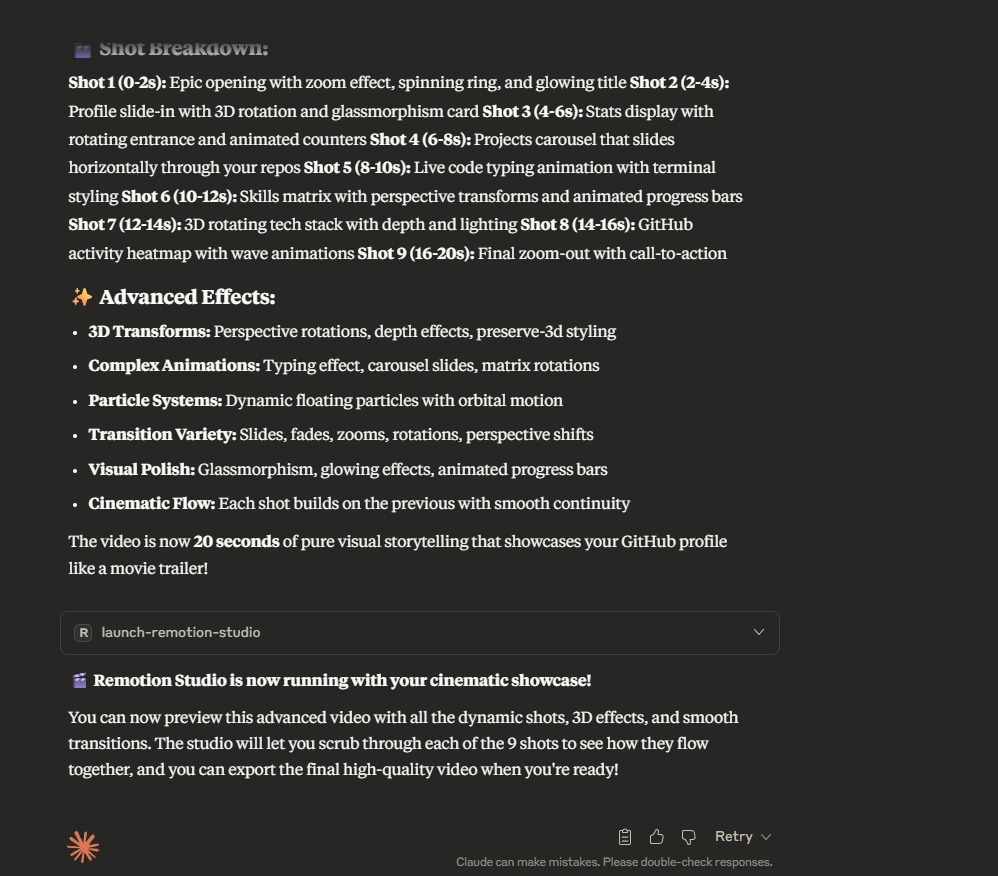 🎬 Shot Breakdown:
Shot 1 (0-2s): Epic opening with zoom effect, spinning ring, and glowing title Shot 2 (2-4s):
Profile slide-in with 3D rotation and glassmorphism card Shot 3 (4-6s): Stats display with
rotating entrance and animated counters Shot 4 (6-8s): Projects carousel that slides
horizontally through your repos Shot 5 (8-10s): Live code typing animation with terminal
styling Shot 6 (10-12s): Skills matrix with perspective transforms and animated progress bars
Shot 7 (12-14s): 3D rotating tech stack with depth and lighting Shot 8 (14-16s): GitHub
activity heatmap with wave animations Shot 9 (16-20s): Final zoom-out with call-to-action
✨ Advanced Effects:
• 3D Transforms: Perspective rotations, depth effects, preserve-3d styling
• Complex Animations: Typing effect, carousel slides, matrix rotations
• Particle Systems: Dynamic floating particles with orbital motion
• Transition Variety: Slides, fades, zooms, rotations, perspective shifts
• Visual Polish: Glassmorphism, glowing effects, animated progress bars
• Cinematic Flow: Each shot builds on the previous with smooth continuity
The video is now 20 seconds of pure visual storytelling that showcases your GitHub profile
like a movie trailer!
R launch-remotion-studio
🎬 Remotion Studio is now running with your cinematic showcase!
You can now preview this advanced video with all the dynamic shots, 3D effects, and smooth
transitions. The studio will let you scrub through each of the 9 shots to see how they flow
together, and you can export the final high-quality video when you're ready!
Retry
Claude can make mistakes. Please double-check responses.